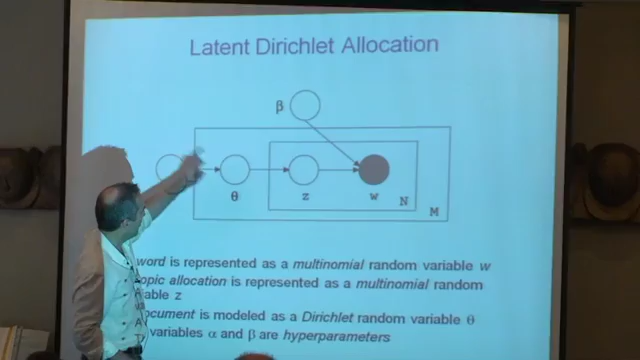 Latent Dirichlet Allocation
β
θ
z
w
N
M
word is represented as a multinomial random variable w
opic allocation is represented as a multinomial random
iable z
ocument is modeled as a Dirichlet random variable θ
variables α and β are hyperparameters